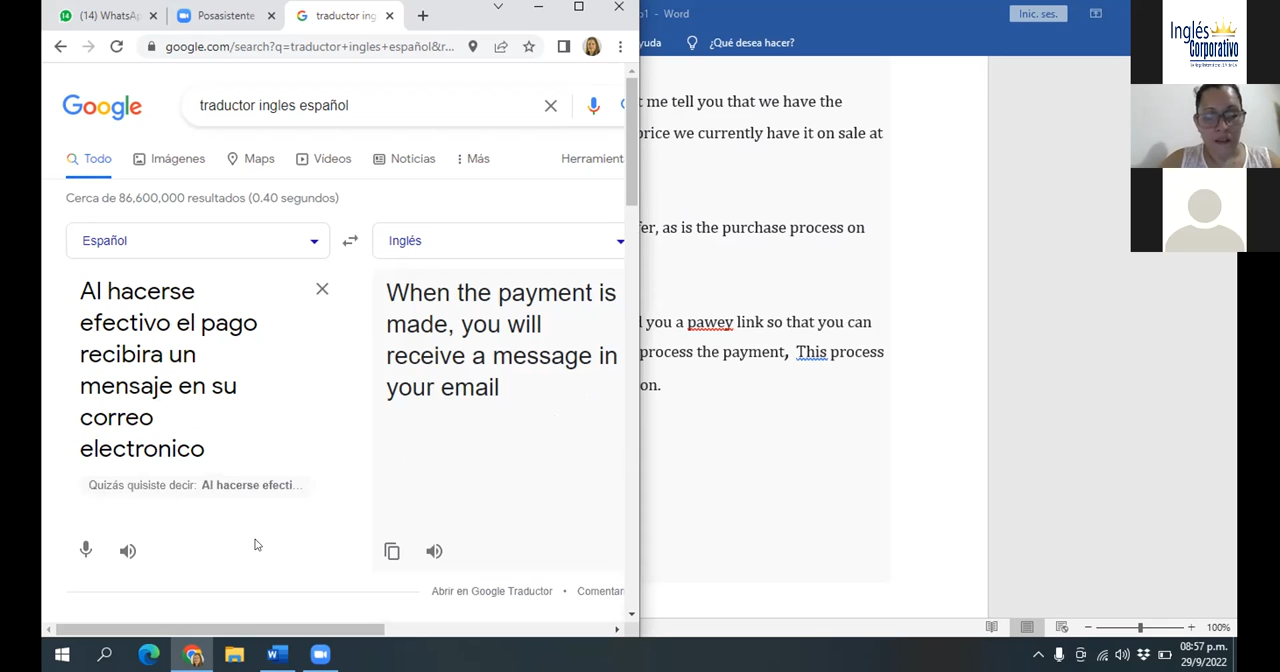 (14) WhatsAp
Posasistente
traductor ing
google.com/search?q=traductor+ingles+español&r...
Google
traductor ingles español
Todo
Imágenes
Maps
Videos
Noticias
Más
Herramient
Cerca de 86,600,000 resultados (0.40 segundos)
Español
Inglés
Al hacerse
efectivo el pago
recibira un
mensaje en su
correo
electronico
Quizás quisiste decir: Al hacerse efecti...
When the payment is
made, you will
receive a message in
your email
Abrir en Google Traductor • Comentar
1 - Word
Inic. ses.
yuda
¿Qué desea hacer?
t me tell you that we have the
price we currently have it on sale at
fer, as is the purchase process on
l you a pawey link so that you can
process the payment, This process
on.
100%
Inglés
Corporativo
08:57 p.m.
29/9/2022